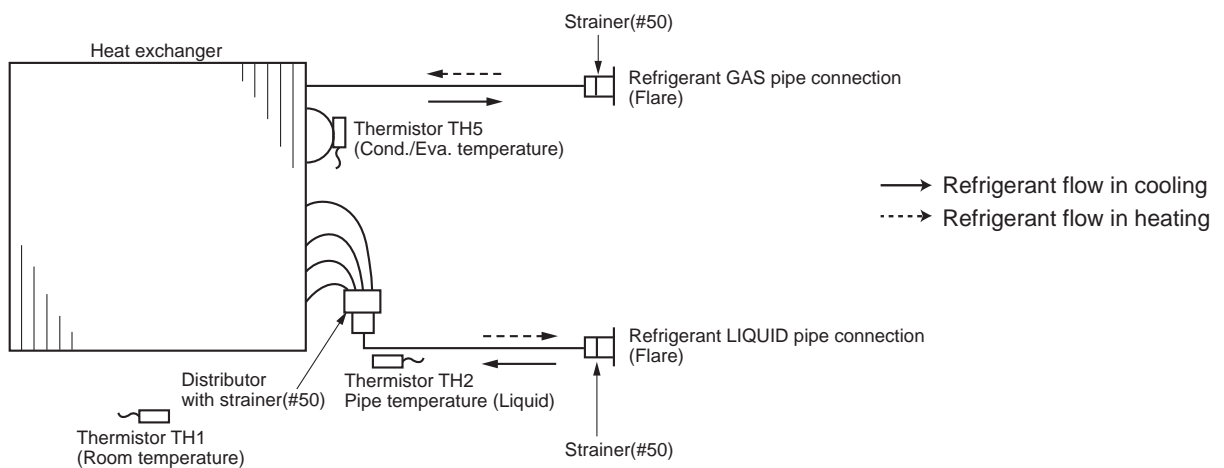 Strainer(#50)
Heat exchanger
Refrigerant GAS pipe connection
(Flare)
Thermistor TH5
(Cond./Eva. temperature)
Refrigerant flow in cooling
Refrigerant flow in heating
Refrigerant LIQUID pipe connection
(Flare)
Distributor
with strainer(#50)
Thermistor TH2
Pipe temperature (Liquid)
Thermistor TH1
(Room temperature)
Strainer(#50)